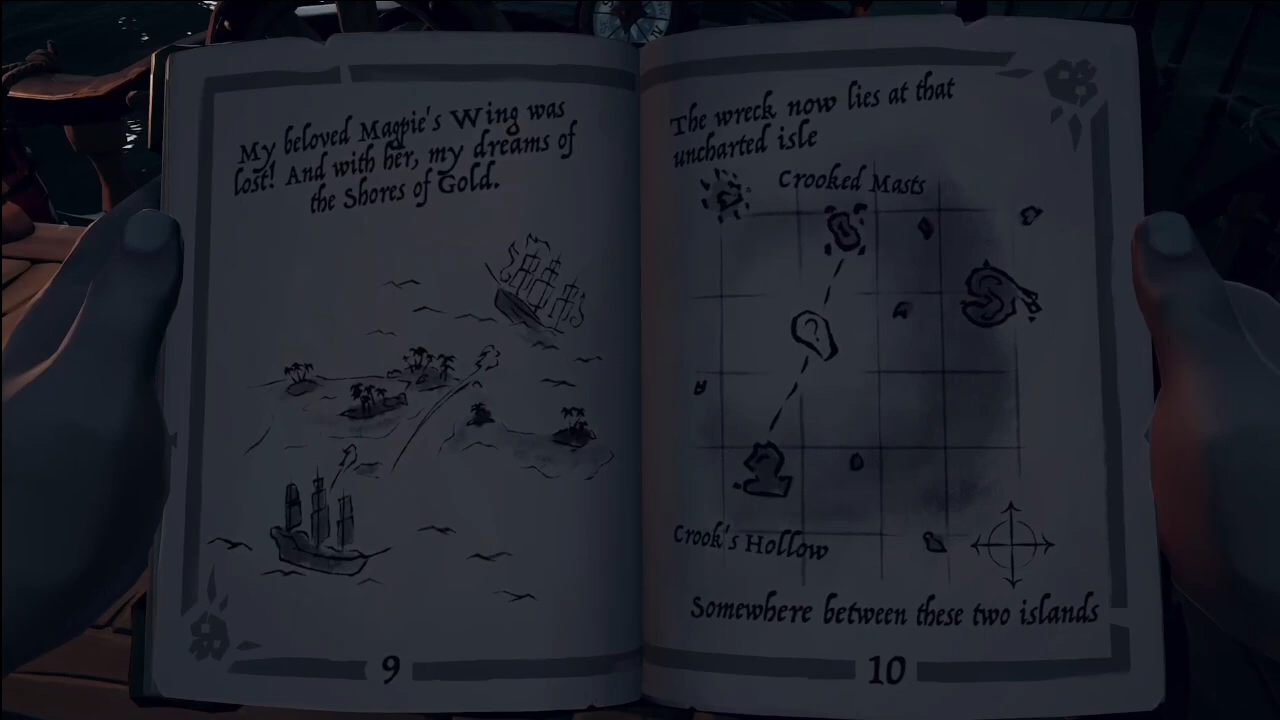 My beloved Magpie's Wing was
lost! And with her, my dreams of
the Shores of Gold.
9
The wreck now lies at that
uncharted isle
Crooked Masts
?
Crook's Hollow
Somewhere between these two islands
10